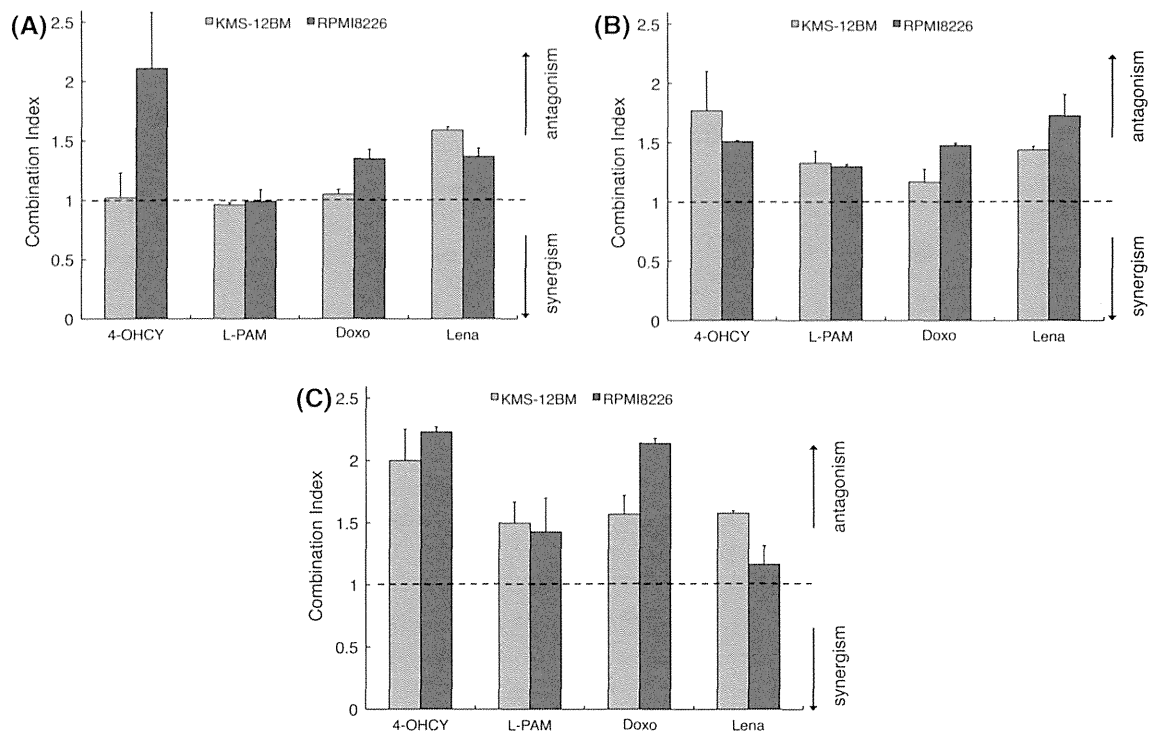 (A)
KMS-12BM RPMI8226
Combination Index
2.5
2
1.5
1
0.5
0
4-OHCY L-PAM Doxo Lena
antagonism
synergism
(B)
KMS-12BM RPMI8226
Combination Index
2.5
2
1.5
1
0.5
0
4-OHCY L-PAM Doxo Lena
antagonism
synergism
(C)
KMS-12BM RPMI8226
Combination Index
2.5
2
1.5
1
0.5
0
4-OHCY L-PAM Doxo Lena
antagonism
synergism